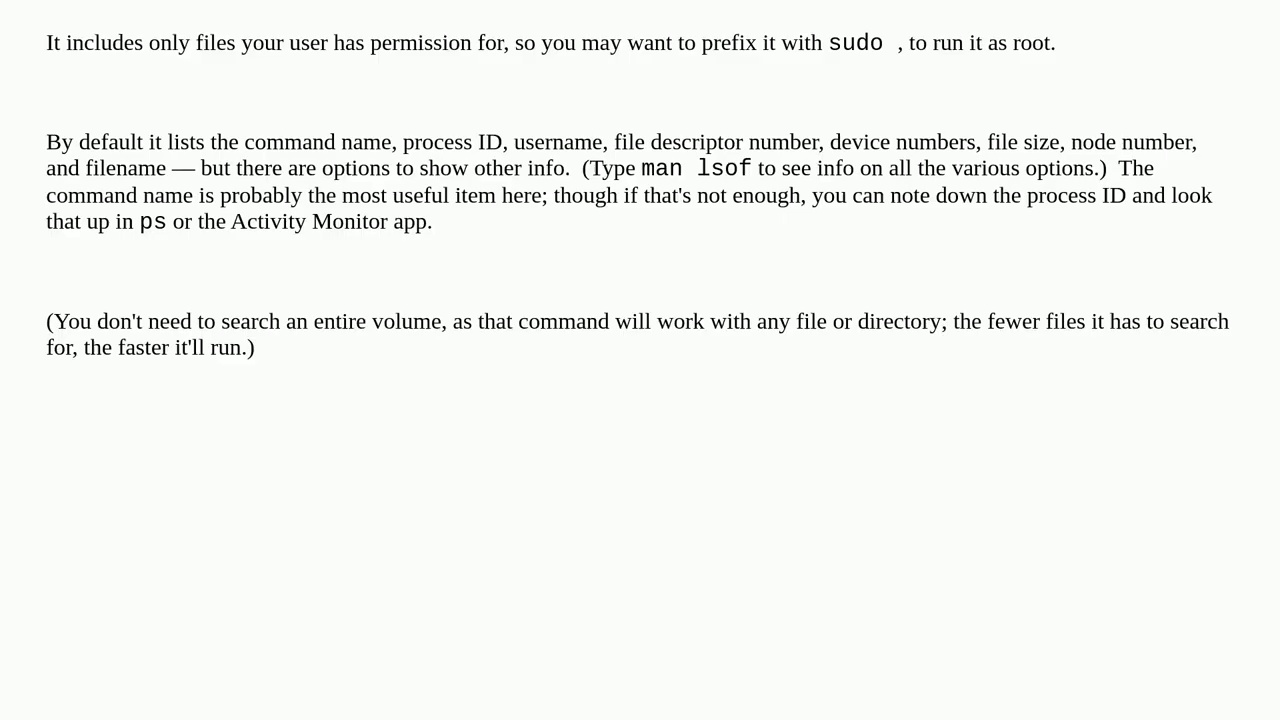 It includes only files your user has permission for, so you may want to prefix it with sudo , to run it as root.
By default it lists the command name, process ID, username, file descriptor number, device numbers, file size, node number,
and filename — but there are options to show other info.  (Type man lsof to see info on all the various options.)  The
command name is probably the most useful item here; though if that's not enough, you can note down the process ID and look
that up in ps or the Activity Monitor app.
(You don't need to search an entire volume, as that command will work with any file or directory; the fewer files it has to search
for, the faster it'll run.)